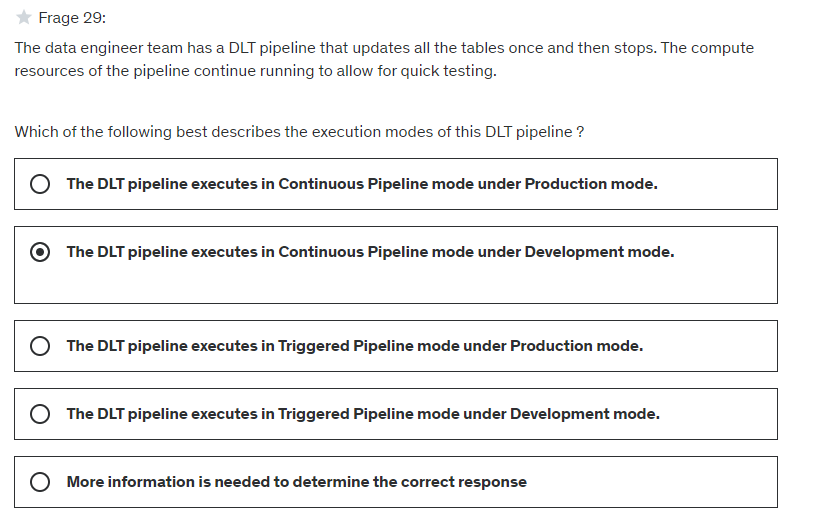 Frage 29:
The data engineer team has a DLT pipeline that updates all the tables once and then stops. The compute
resources of the pipeline continue running to allow for quick testing.
Which of the following best describes the execution modes of this DLT pipeline ?
The DLT pipeline executes in Continuous Pipeline mode under Production mode.
The DLT pipeline executes in Continuous Pipeline mode under Development mode.
The DLT pipeline executes in Triggered Pipeline mode under Production mode.
The DLT pipeline executes in Triggered Pipeline mode under Development mode.
More information is needed to determine the correct response